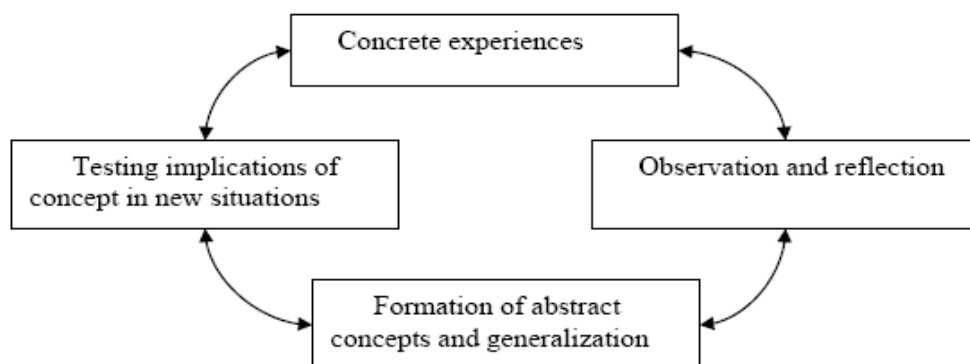 Concrete experiences
Testing implications of
concept in new situations
Observation and reflection
Formation of abstract
concepts and generalization